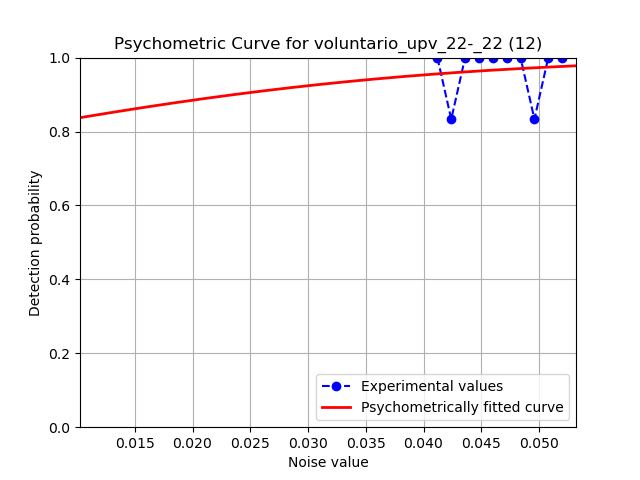 Psychometric Curve for voluntario_upv_22-_22 (12)
Detection probability
1.0
0.8
0.6
0.4
0.2
0.0
0.015 0.020 0.025 0.030 0.035 0.040 0.045 0.050
Noise value
Experimental values
Psychometrically fitted curve